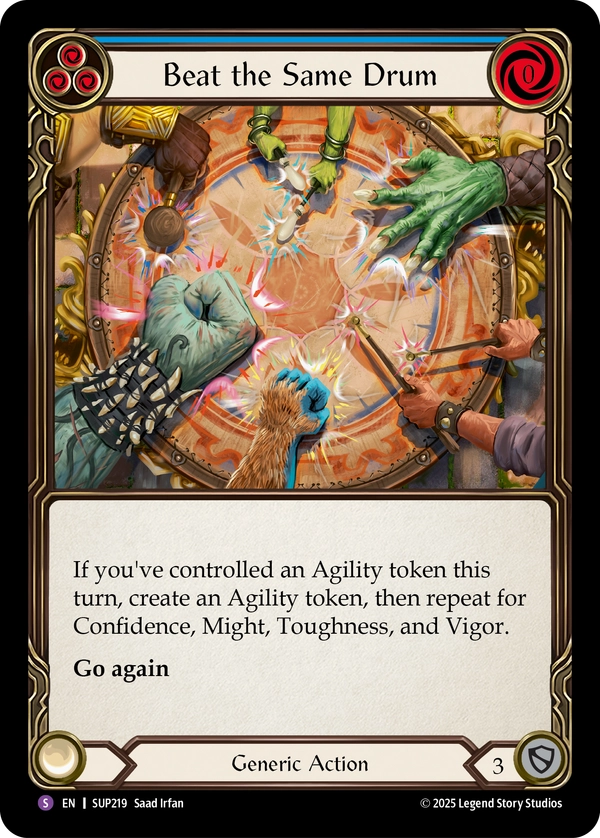 Beat the Same Drum
0
If you've controlled an Agility token this
turn, create an Agility token, then repeat for
Confidence, Might, Toughness, and Vigor.
Go again
Generic Action
3
S EN | SUP219 Saad Irfan
© 2025 Legend Story Studios